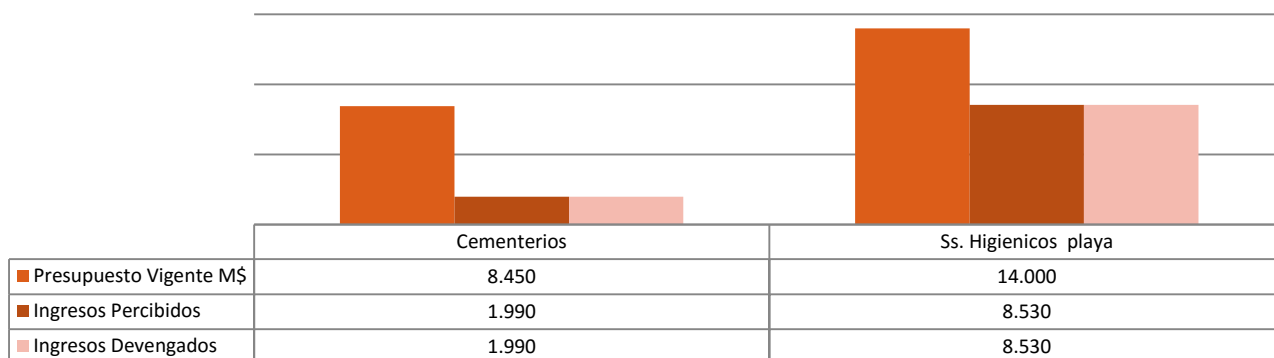 Cementerios Ss. Higienicos playa
Presupuesto Vigente M$ 8.450 14.000
Ingresos Percibidos 1.990 8.530
Ingresos Devengados 1.990 8.530